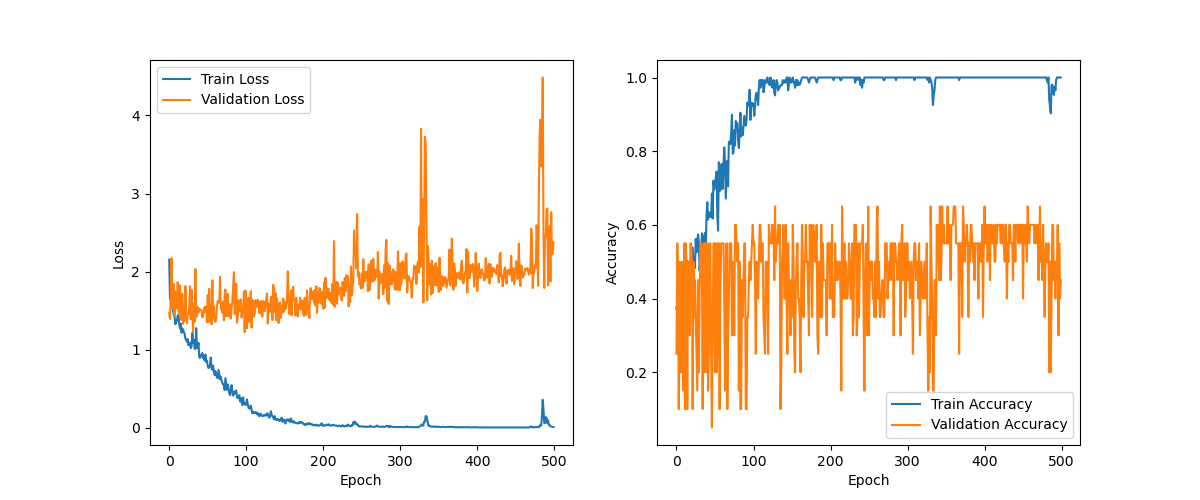 Train Loss
Validation Loss
4
3
2
1
0
Loss
0 100 200 300 400 500
Epoch
1.0
0.8
0.6
0.4
0.2
Accuracy
Train Accuracy
Validation Accuracy
0 100 200 300 400 500
Epoch